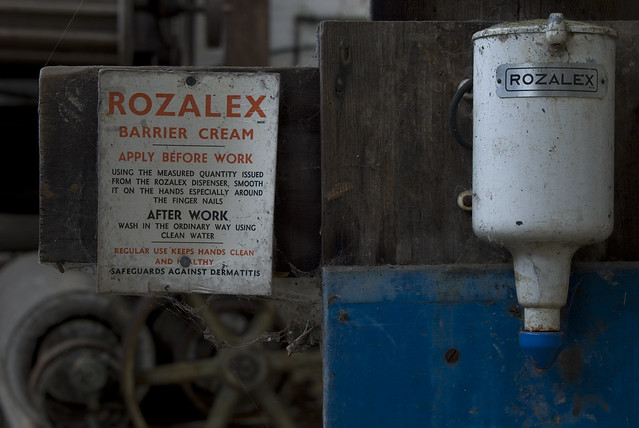 ROZALEX
BARRIER CREAM
APPLY BEFORE WORK
USING THE MEASURED QUANTITY ISSUED
FROM THE ROZALEX DISPENSER, SMOOTH
IT ON THE HANDS ESPECIALLY AROUND
THE FINGER NAILS
AFTER WORK
WASH IN THE ORDINARY WAY USING
CLEAN WATER
REGULAR USE KEEPS HANDS CLEAN
AND HEALTHY
SAFEGUARDS AGAINST DERMATITIS
ROZALEX